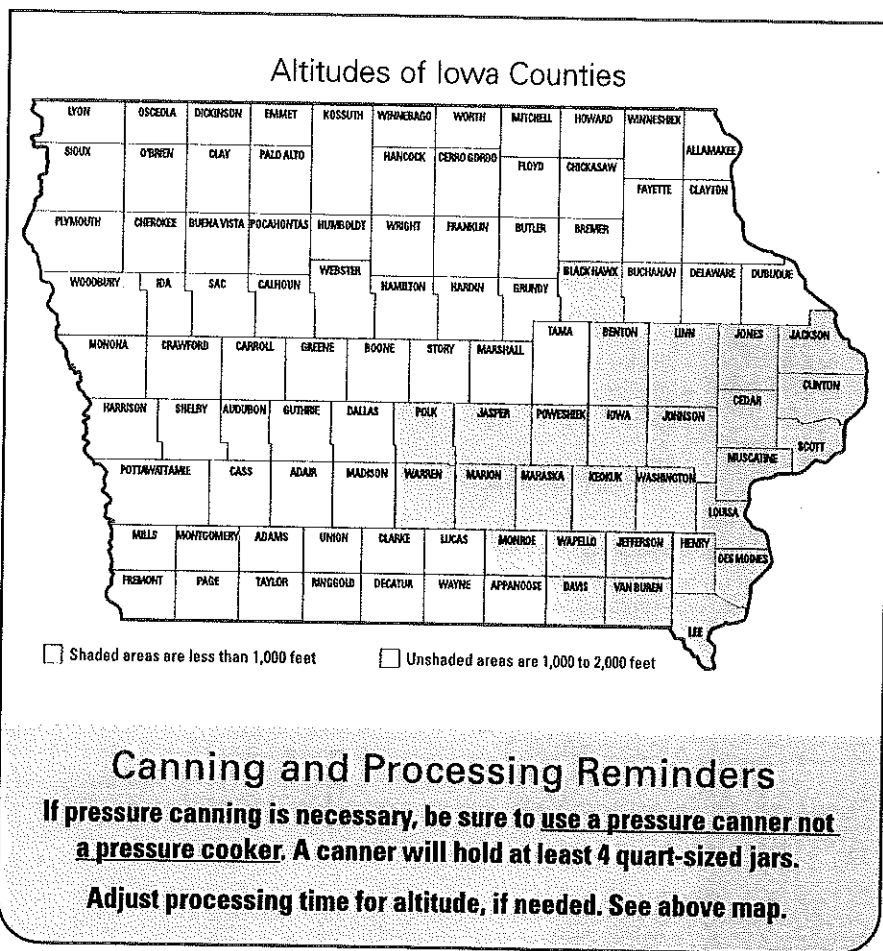 Altitudes of Iowa Counties
LYON OSCEOLA DICKINSON EMMET KOSSUTH WINNEBAGO WORTH MITCHELL HOWARD WINNESHIEK
ALLAMAKEE
SIOUX O'BRIEN CLAY PALO ALTO HANCOCK CERRO GORDO
FLOYD CHICKASAW
FAYETTE CLAYTON
PLYMOUTH CHEROKEE BUENA VISTA POCAHONTAS HUMBOLDT WRIGHT FRANKLIN BUTLER BREMER
WEBSTER BLACK HAWK BUCHANAN DELAWARE DUBUQUE
WOODBURY IDA SAC CALHOUN HAMILTON HARDIN GRUNDY
TAMA BENTON LINN JONES JACKSON
MONONA CRAWFORD CARROLL GREENE BOONE STORY MARSHALL
CLINTON
CEDAR
HARRISON SHELBY AUDUBON GUTHRIE DALLAS POLK JASPER POWESHIEK IOWA JOHNSON
SCOTT
MUSCATINE
POTTAWATTAMIE CASS ADAIR MADISON WARREN MARION MAHASKA KEOKUK WASHINGTON
LOUISA
MILLS MONTGOMERY ADAMS UNION CLARKE LUCAS MONROE WAPELLO JEFFERSON HENRY
DES MOINES
FREMONT PAGE TAYLOR RINGGOLD DECATUR WAYNE APPANOOSE DAVIS VAN BUREN
LEE
Shaded areas are less than 1,000 feet Unshaded areas are 1,000 to 2,000 feet
Canning and Processing Reminders
If pressure canning is necessary, be sure to use a pressure canner not
a pressure cooker. A canner will hold at least 4 quart-sized jars.
Adjust processing time for altitude, if needed. See above map.